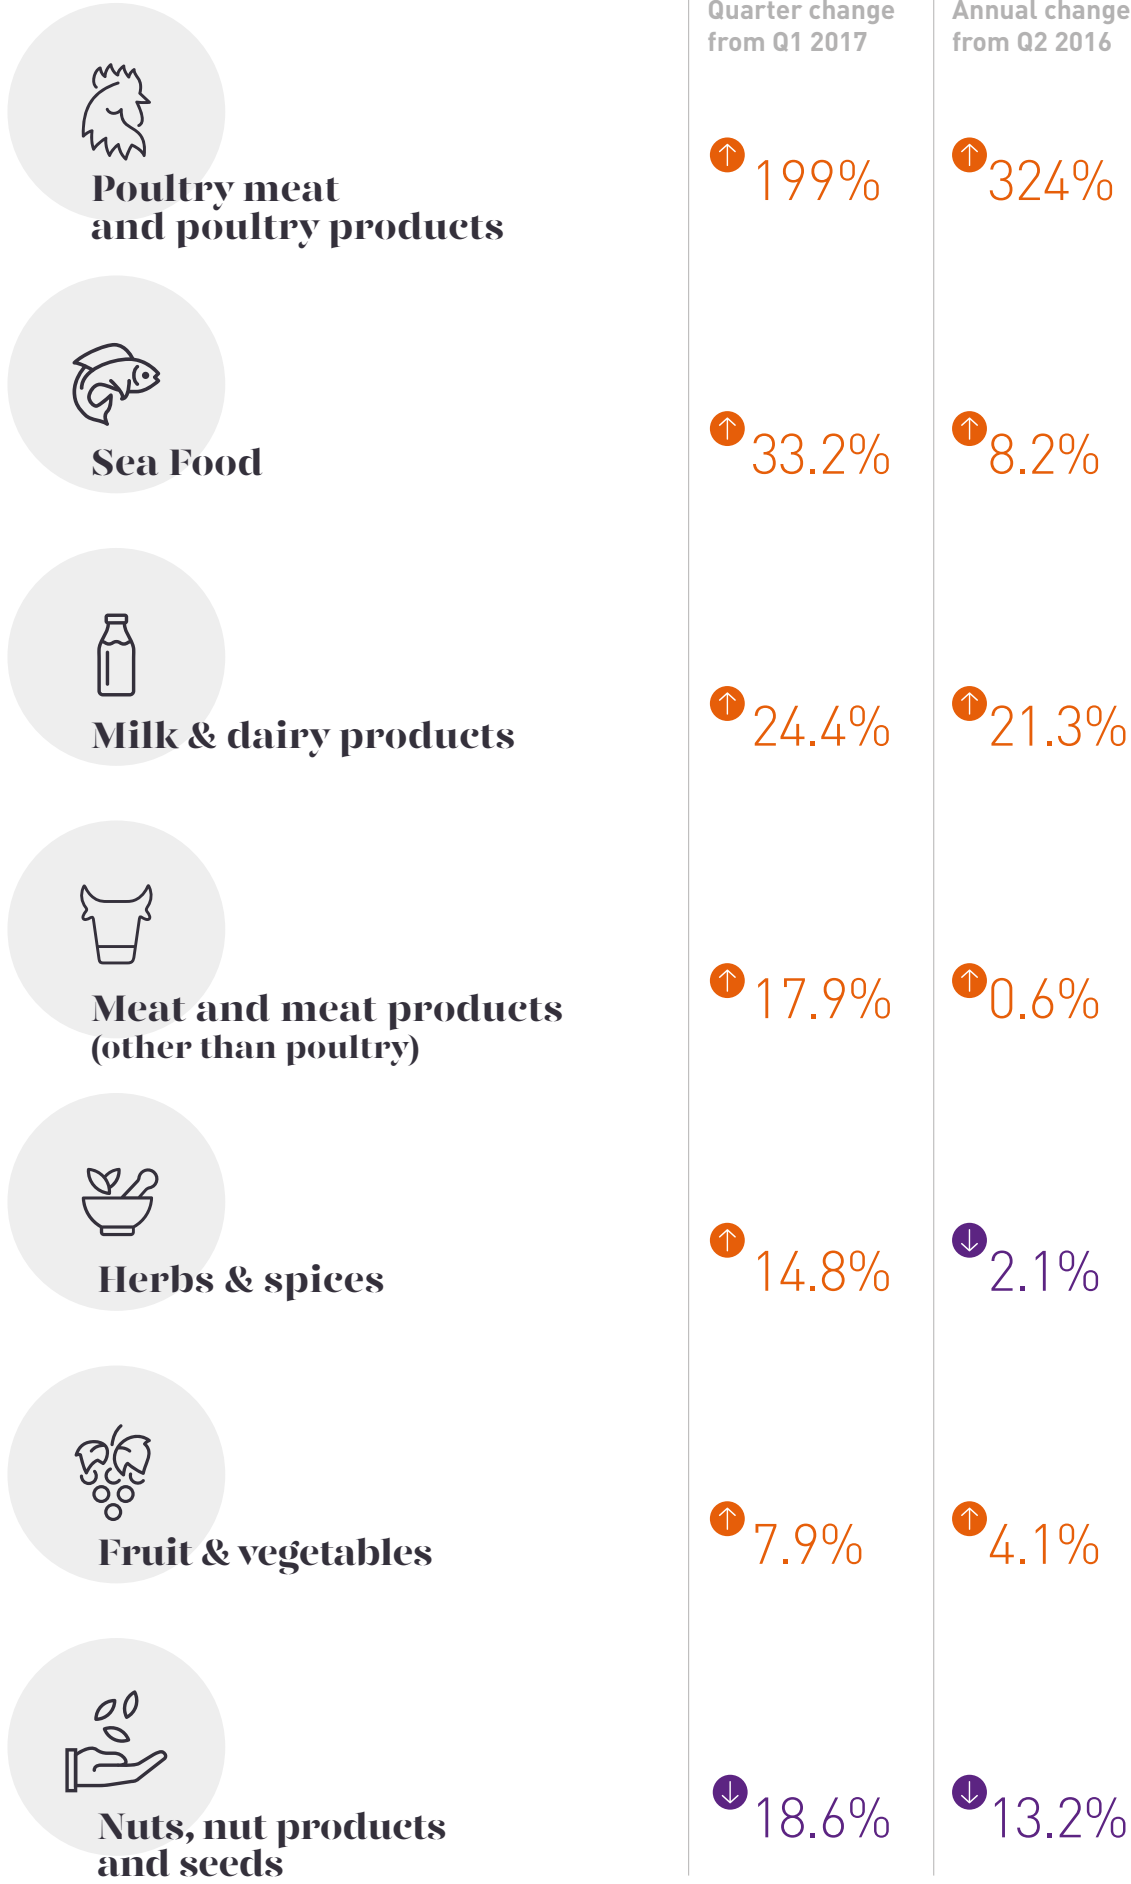 Quarter change
from Q1 2017
Annual change
from Q2 2016
Poultry meat
and poultry products
199%
324%
Sea Food
33.2%
8.2%
Milk & dairy products
24.4%
21.3%
Meat and meat products
(other than poultry)
17.9%
0.6%
Herbs & spices
14.8%
2.1%
Fruit & vegetables
7.9%
4.1%
Nuts, nut products
and seeds
18.6%
13.2%